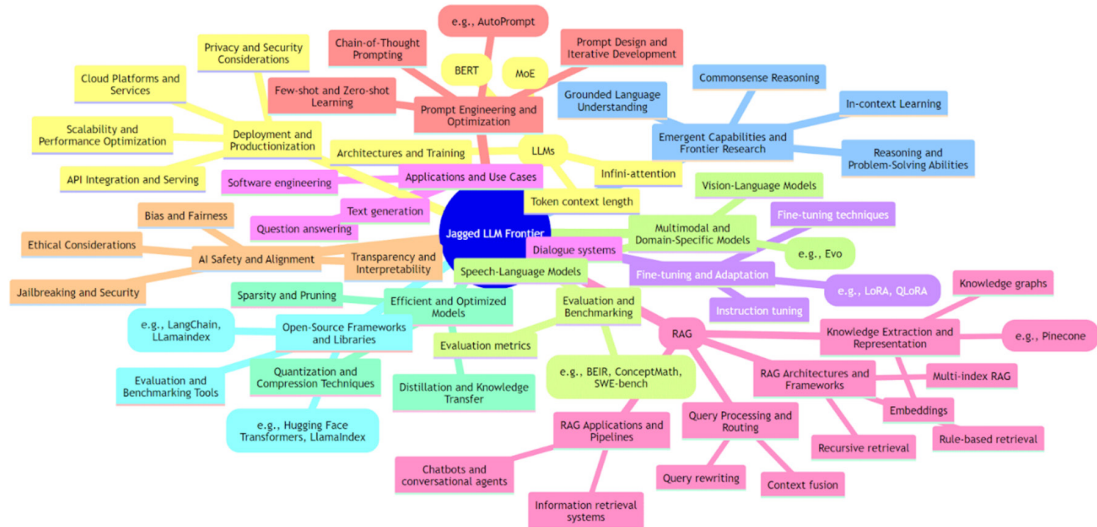 e.g., AutoPrompt
Privacy and Security
Considerations
Chain-of-Thought
Prompting
Prompt Design and
Iterative Development
Cloud Platforms and
Services
BERT
MoE
Commonsense Reasoning
Few-shot and Zero-shot
Learning
Prompt Engineering and
Optimization
Grounded Language
Understanding
In-context Learning
Scalability and
Performance Optimization
Deployment and
Productionization
Emergent Capabilities and
Frontier Research
Architectures and Training
LLMs
Reasoning and
Problem-Solving Abilities
API Integration and Serving
Software engineering
Applications and Use Cases
Infini-attention
Vision-Language Models
Text generation
Token context length
Bias and Fairness
Question answering
Jagged LLM Frontier
Multimodal and
Domain-Specific Models
Fine-tuning techniques
Ethical Considerations
AI Safety and Alignment
Transparency and
Interpretability
Dialogue systems
e.g., Evo
Speech-Language Models
Fine-tuning and Adaptation
Jailbreaking and Security
Sparsity and Pruning
Efficient and Optimized
Models
Evaluation and
Benchmarking
Instruction tuning
e.g., LoRA, QLoRA
Knowledge graphs
e.g., LangChain,
LLamaindex
Open-Source Frameworks
and Libraries
Evaluation metrics
RAG
Knowledge Extraction and
Representation
e.g., Pinecone
Evaluation and
Benchmarking Tools
Quantization and
Compression Techniques
Distillation and Knowledge
Transfer
e.g., BEIR, ConceptMath,
SWE-bench
RAG Architectures and
Frameworks
Multi-index RAG
e.g., Hugging Face
Transformers, LlamaIndex
RAG Applications and
Pipelines
Query Processing and
Routing
Embeddings
Recursive retrieval
Rule-based retrieval
Chatbots and
conversational agents
Query rewriting
Context fusion
Information retrieval
systems